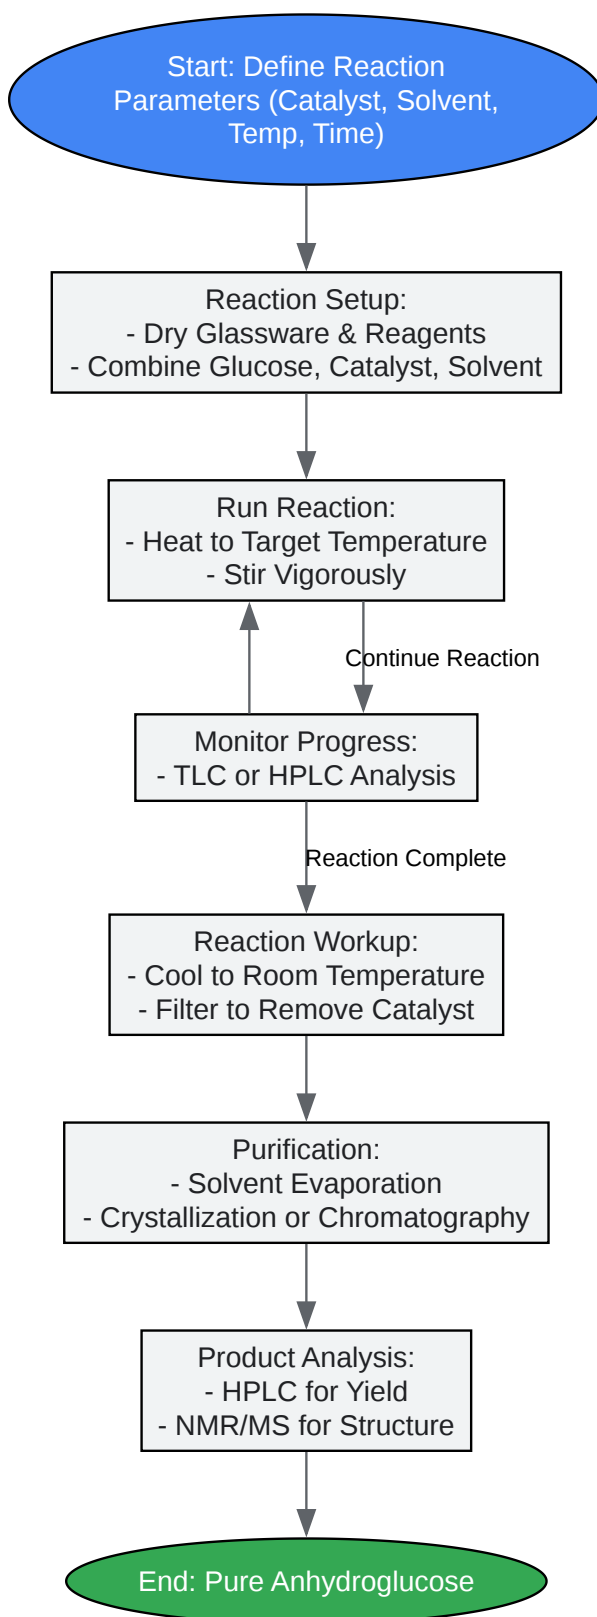 Start: Define Reaction
Parameters (Catalyst, Solvent,
Temp, Time)
Reaction Setup:
- Dry Glassware & Reagents
- Combine Glucose, Catalyst, Solvent
Run Reaction:
- Heat to Target Temperature
- Stir Vigorously
Continue Reaction
Monitor Progress:
- TLC or HPLC Analysis
Reaction Complete
Reaction Workup:
- Cool to Room Temperature
- Filter to Remove Catalyst
Purification:
- Solvent Evaporation
- Crystallization or Chromatography
Product Analysis:
- HPLC for Yield
- NMR/MS for Structure
End: Pure Anhydroglucose